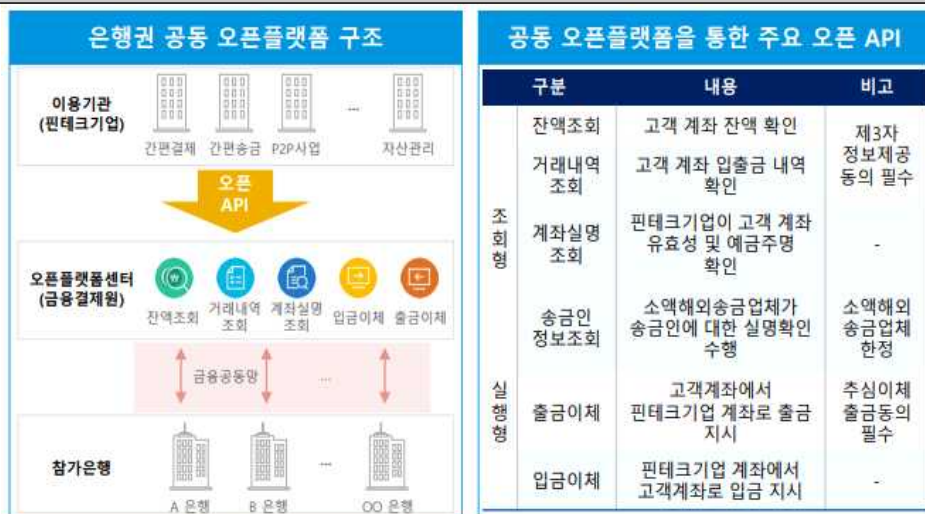 은행권 공동 오픈플랫폼 구조
이용기관
(핀테크기업)
...
간편결제 간편송금 P2P사업 자산관리
오픈
API
오픈플랫폼센터
(금융결제원)
잔액조회 거래내역 조회 계좌실명 조회 입금이체 출금이체
금융공동망 ...
참가은행
...
A 은행 B 은행 OO 은행
공동 오픈플랫폼을 통한 주요 오픈 API
구분 내용 비고
조회형
잔액조회 고객 계좌 잔액 확인
제3자
정보제공
동의 필수
거래내역
조회
고객 계좌 입출금 내역
확인
계좌실명
조회
핀테크기업이 고객 계좌
유효성 및 예금주명
확인
-
송금인
정보조회
소액해외송금업체가
송금인에 대한 실명확인
수행
소액해외
송금업체
한정
실행형
출금이체
고객계좌에서
핀테크기업 계좌로 출금
지시
추심이체
출금동의
필수
입금이체
핀테크기업 계좌에서
고객계좌로 입금 지시
-